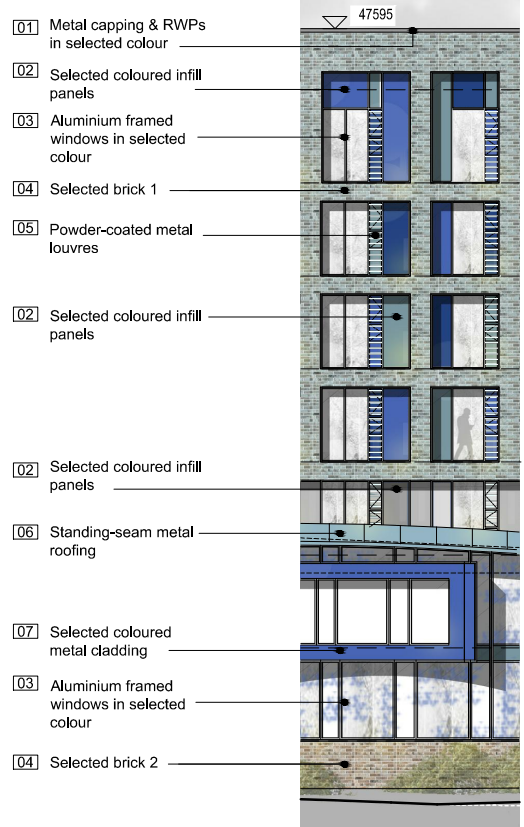 47595
01 Metal capping & RWPs
in selected colour
02 Selected coloured infill
panels
03 Aluminium framed
windows in selected
colour
04 Selected brick 1
05 Powder-coated metal
louvres
02 Selected coloured infill
panels
02 Selected coloured infill
panels
06 Standing-seam metal
roofing
07 Selected coloured
metal cladding
03 Aluminium framed
windows in selected
colour
04 Selected brick 2